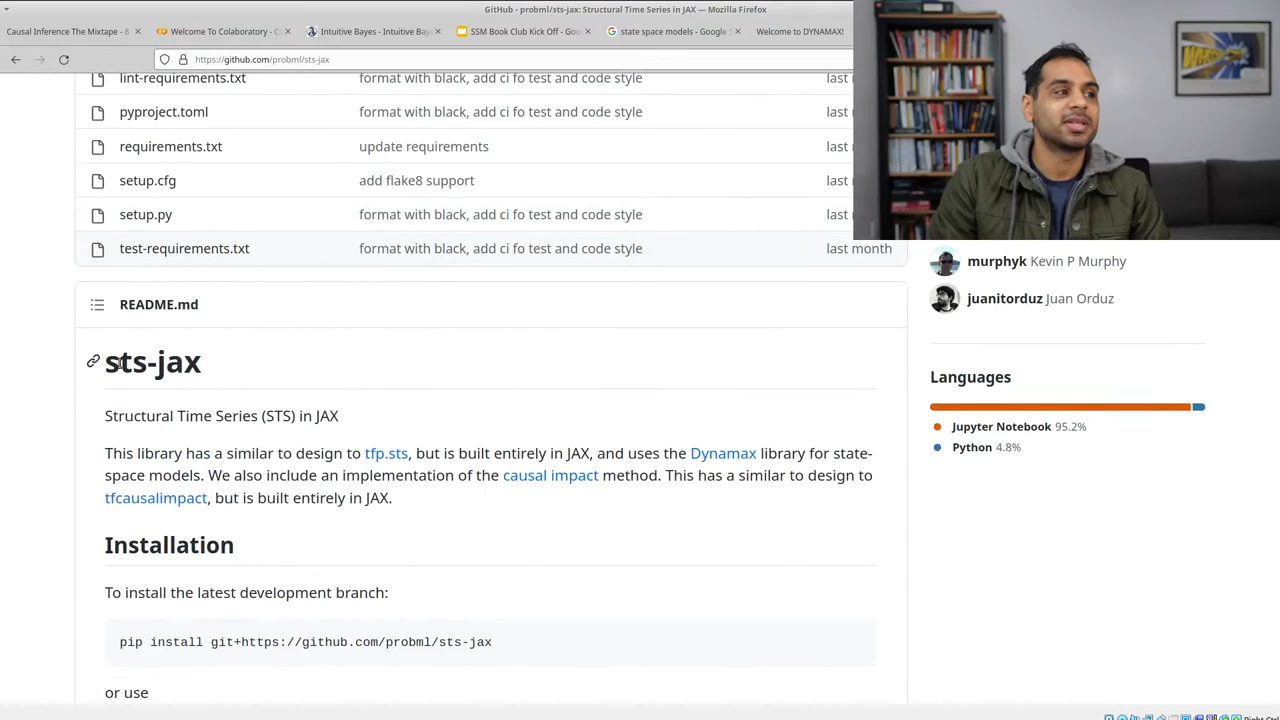 GitHub - probml/sts-jax: Structural Time Series in JAX — Mozilla Firefox
Causal Inference The Mixtape - 8
Welcome To Colaboratory - C
Intuitive Bayes - Intuitive Bay
SSM Book Club Kick Off - Goo
state space models - Google S
Welcome to DYNAMAX!
https://github.com/probml/sts-jax
lint-requirements.txt format with black, add ci fo test and code style last
pyproject.toml format with black, add ci fo test and code style last
requirements.txt update requirements last
setup.cfg add flake8 support last
setup.py format with black, add ci fo test and code style last
test-requirements.txt format with black, add ci fo test and code style last month
murphyk Kevin P Murphy
juanitorduz Juan Orduz
README.md
sts-jax
Structural Time Series (STS) in JAX
This library has a similar to design to tfp.sts, but is built entirely in JAX, and uses the Dynamax library for state-
space models. We also include an implementation of the causal impact method. This has a similar to design to
tfcausalimpact, but is built entirely in JAX.
Installation
To install the latest development branch:
pip install git+https://github.com/probml/sts-jax
or use
Languages
Jupyter Notebook 95.2%
Python 4.8%
Right Ctrl